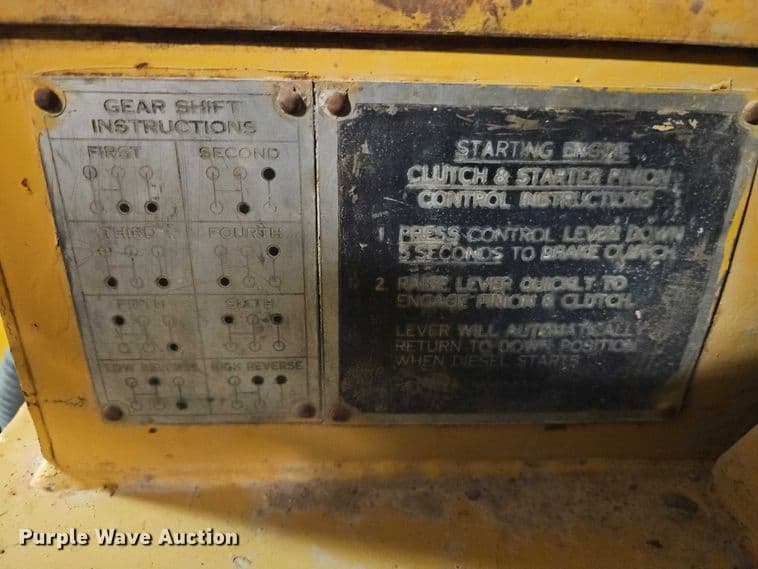 GEAR SHIFT
INSTRUCTIONS
FIRST
SECOND
THIRD
FOURTH
FIFTH
SIXTH
LOW REVERSE
HIGH REVERSE
STARTING ENGINE
CLUTCH & STARTER PINION
CONTROL INSTRUCTIONS
1. PRESS CONTROL LEVER DOWN
5 SECONDS TO BRAKE CLUTCH.
2. RAISE LEVER QUICKLY TO
ENGAGE PINION & CLUTCH.
LEVER WILL AUTOMATICALLY
RETURN TO DOWN POSITION
WHEN DIESEL STARTS
Purple Wave Auction